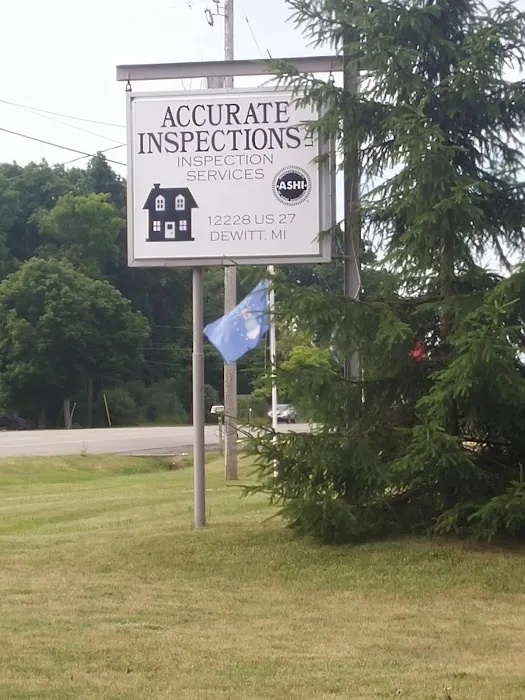 ACCURATE
INSPECTIONS
INSPECTION
SERVICES
ASHI
12228 US 27
DEWITT, MI